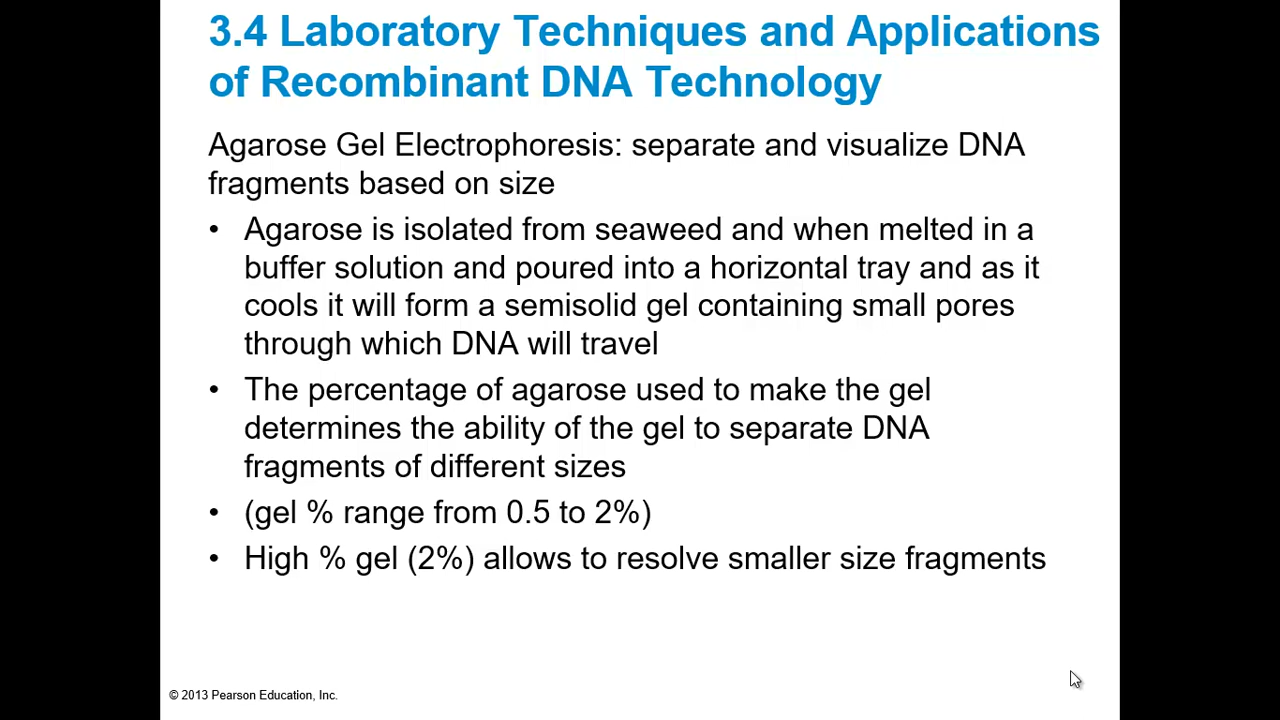 3.4 Laboratory Techniques and Applications
of Recombinant DNA Technology
Agarose Gel Electrophoresis: separate and visualize DNA
fragments based on size
• Agarose is isolated from seaweed and when melted in a
buffer solution and poured into a horizontal tray and as it
cools it will form a semisolid gel containing small pores
through which DNA will travel
• The percentage of agarose used to make the gel
determines the ability of the gel to separate DNA
fragments of different sizes
• (gel % range from 0.5 to 2%)
• High % gel (2%) allows to resolve smaller size fragments
© 2013 Pearson Education, Inc.